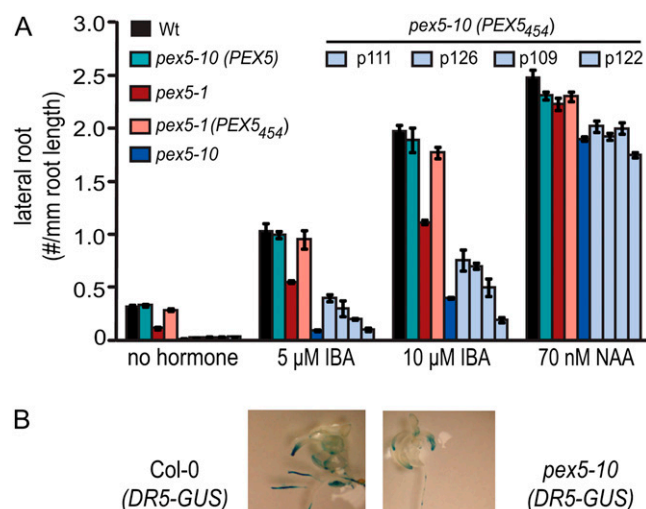 A
Wt
pex5-10 (PEX5)
pex5-1
pex5-1(PEX5454)
pex5-10
pex5-10 (PEX5454)
p111 p126 p109 p122
lateral root
(#/mm root length)
2.5
2.0
1.5
1.0
0.5
0
no hormone 5 µM IBA 10 µM IBA 70 nM NAA
B
Col-0
(DR5-GUS)
pex5-10
(DR5-GUS)